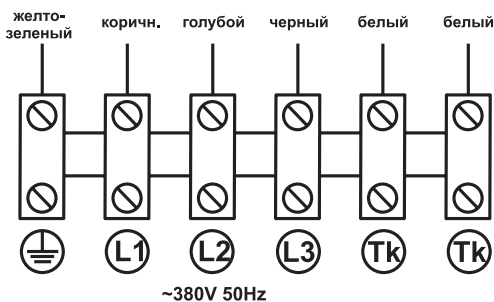 желто-
зеленый коричн. голубой черный белый белый
L1 L2 L3 Tk Tk
~380V 50Hz